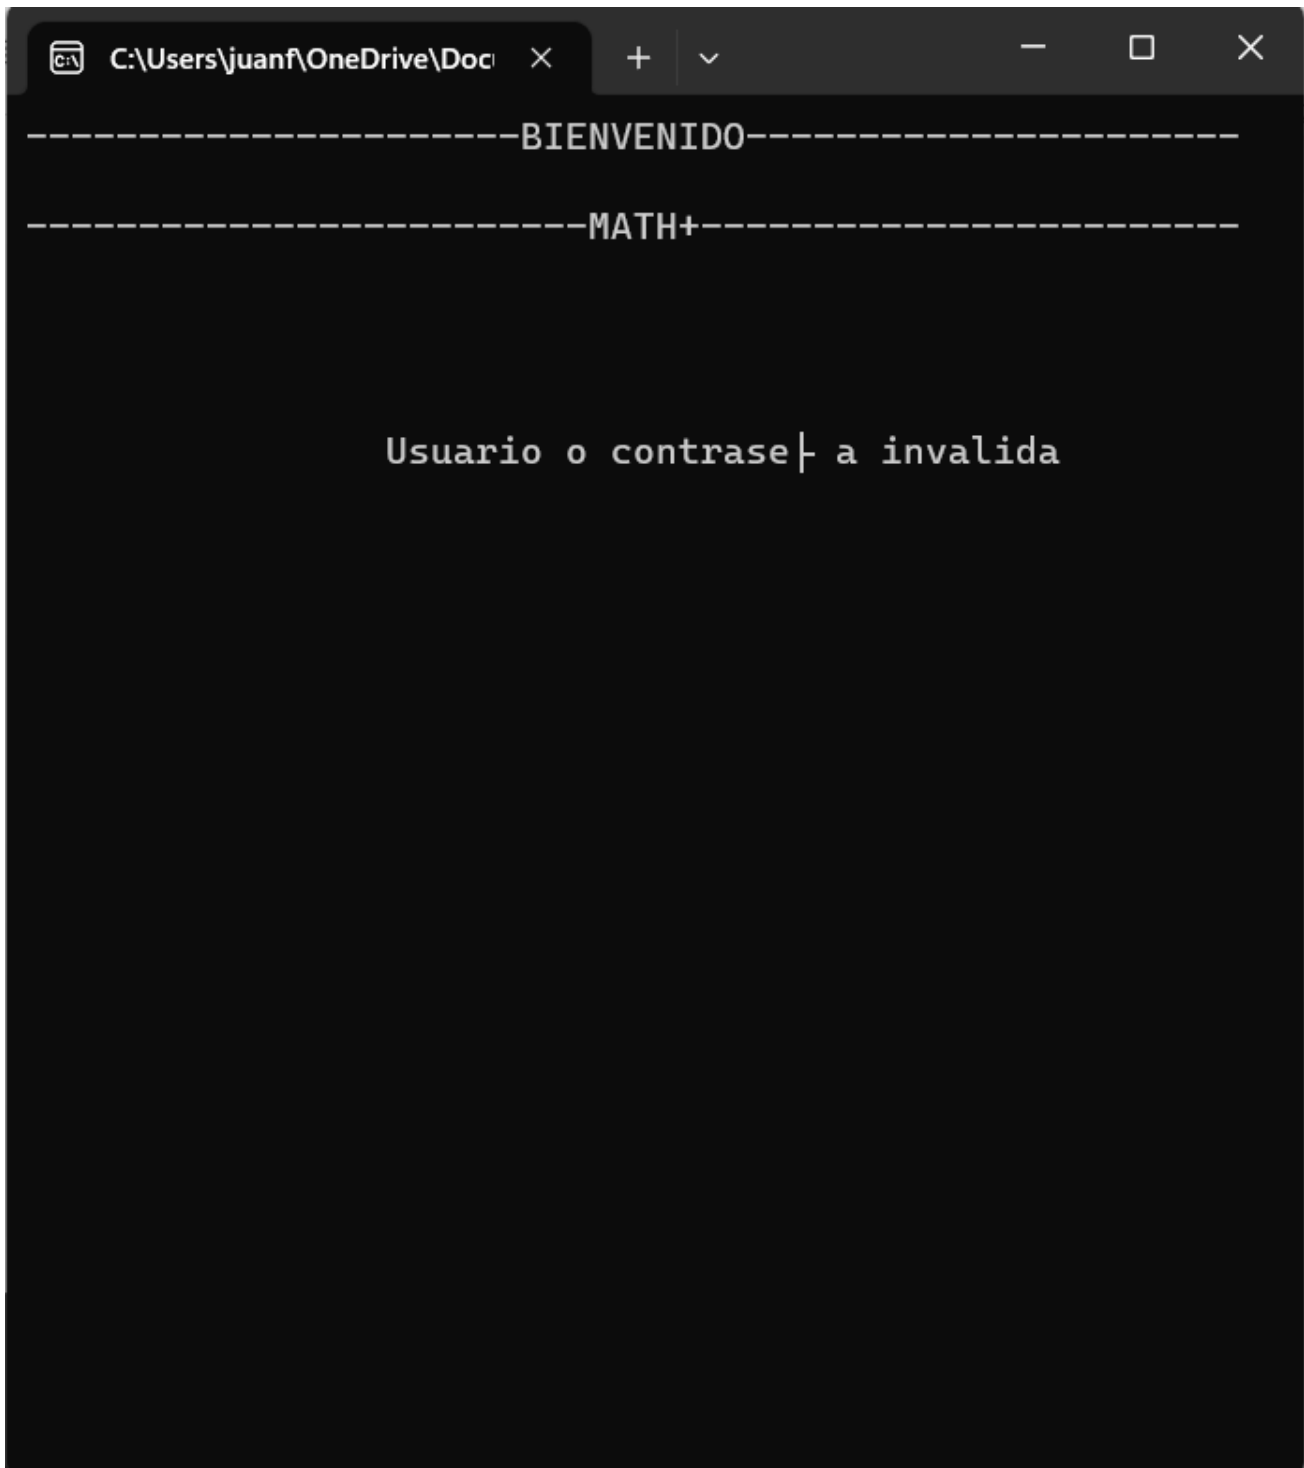 C:\Users\juanf\OneDrive\Doc
----------------------BIENVENIDO----------------------
-------------------------MATH+------------------------
Usuario o contrase├ a invalida